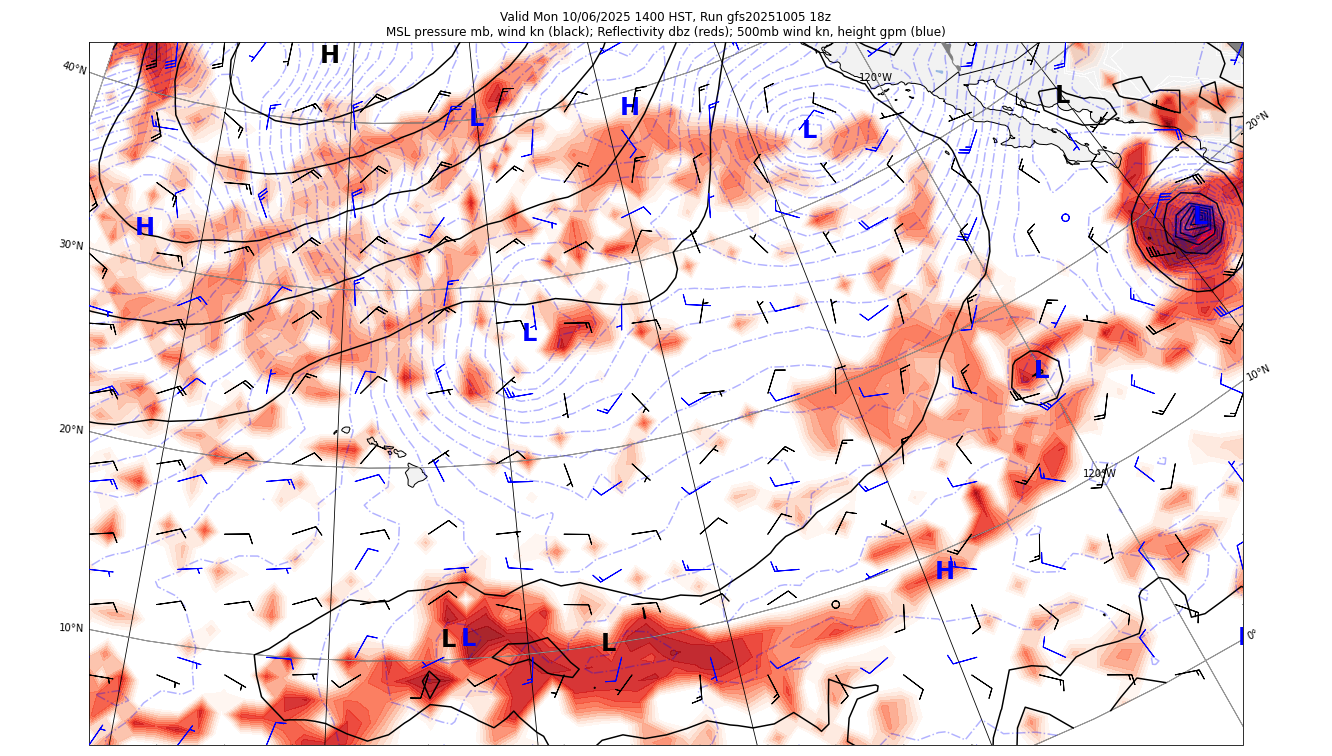 Valid Mon 10/06/2025 1400 HST, Run gfs20251005 18z
MSL pressure mb, wind kn (black); Reflectivity dbz (reds); 500mb wind kn, height gpm (blue)
H
40°N
120°W
L
L
H
L
20°N
H
L
30°N
L
L
10°N
20°N
120°W
H
10°N
L
L
L
0°